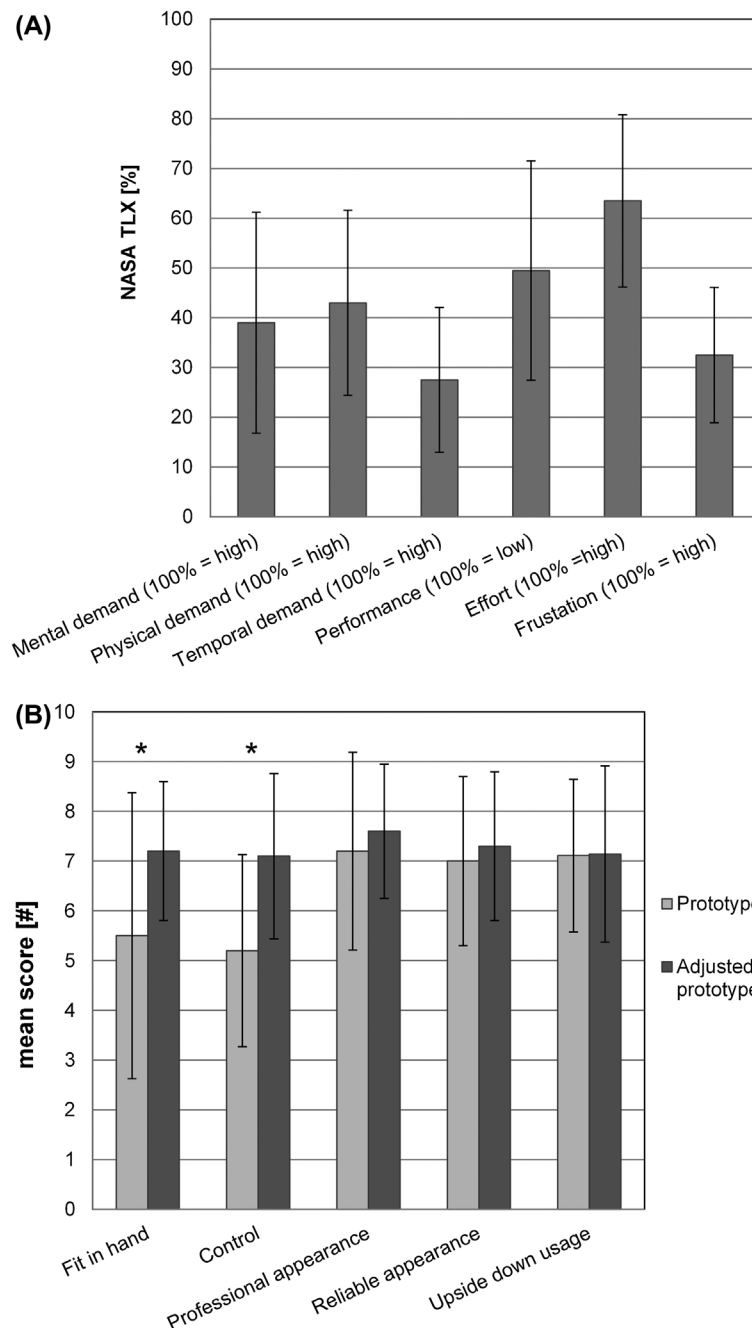 (A)
NASA TLX [%]
100
90
80
70
60
50
40
30
20
10
0
Mental demand (100% = high)
Physical demand (100% = high)
Temporal demand (100% = high)
Performance (100% = low)
Effort (100% =high)
Frustation (100% = high)
(B)
mean score [#]
10
9
8
7
6
5
4
3
2
1
0
* *
Fit in hand
Control
Professional appearance
Reliable appearance
Upside down usage
Prototype
Adjusted
prototype